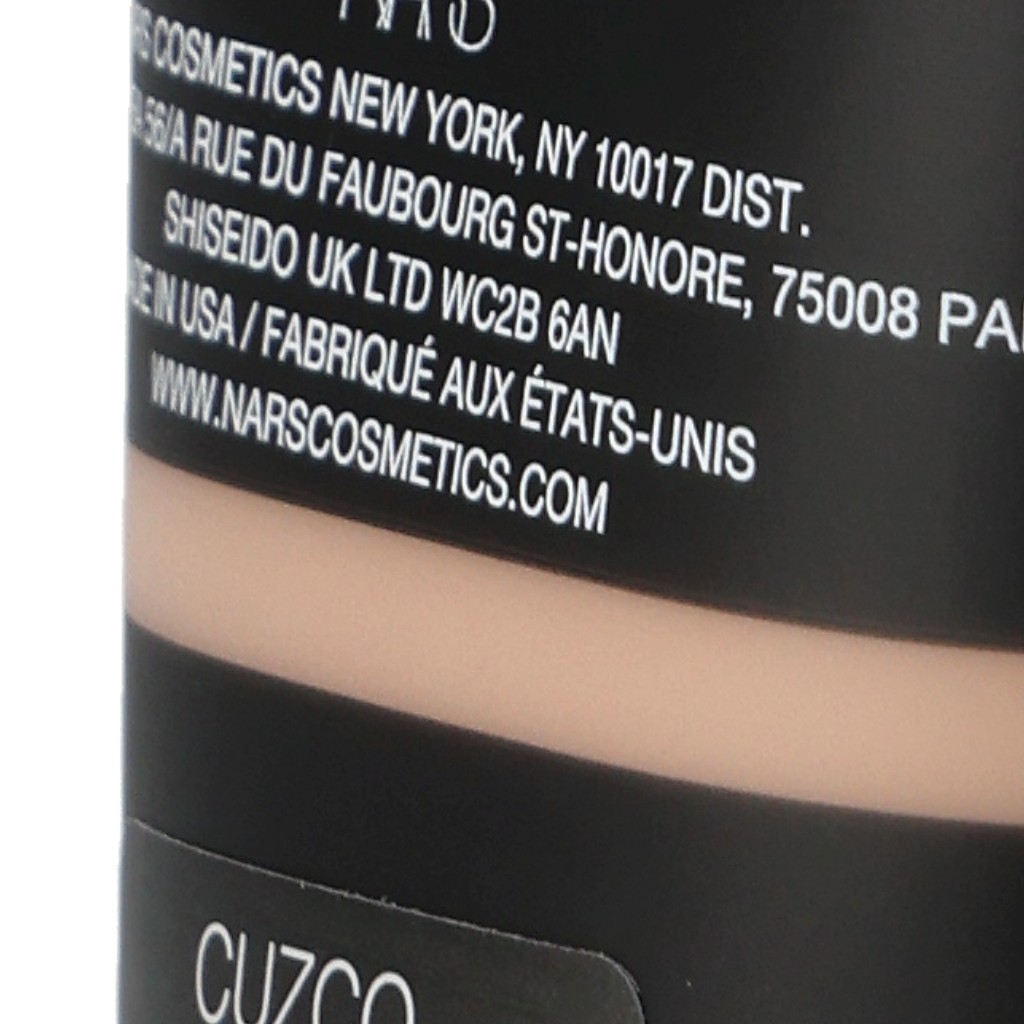 COSMETICS NEW YORK, NY 10017 DIST.
56/A RUE DU FAUBOURG ST-HONORE, 75008
SHISEIDO UK LTD WC2B 6AN
IN USA / FABRIQUÉ AUX ÉTATS-UNIS
WWW.NARSCOSMETICS.COM
CUZCO